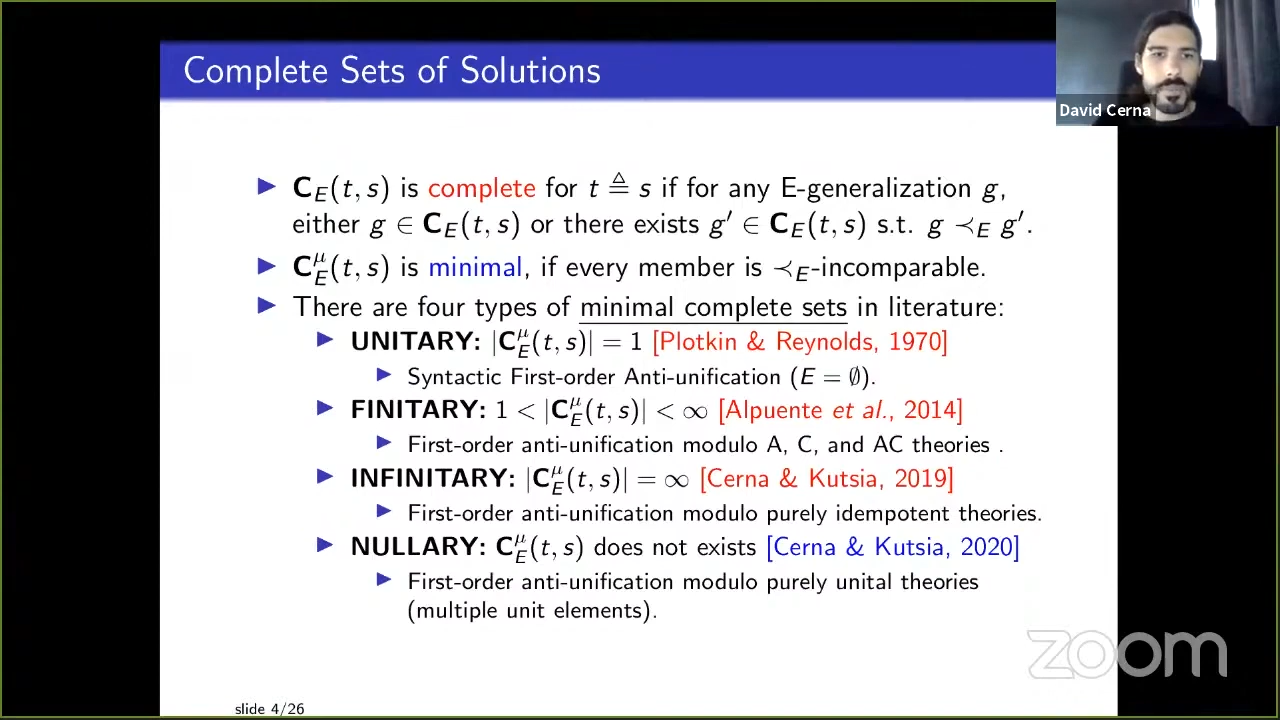 Complete Sets of Solutions
David Cerna
▶ C_E(t, s) is complete for t ≜ s if for any E-generalization g,
either g ∈ C_E(t, s) or there exists g′ ∈ C_E(t, s) s.t. g ≺_E g′.
▶ C^μ_E(t, s) is minimal, if every member is ≺_E-incomparable.
▶ There are four types of minimal complete sets in literature:
▶ UNITARY: |C^μ_E(t, s)| = 1 [Plotkin & Reynolds, 1970]
▶ Syntactic First-order Anti-unification (E = ∅).
▶ FINITARY: 1 < |C^μ_E(t, s)| < ∞ [Alpuente et al., 2014]
▶ First-order anti-unification modulo A, C, and AC theories .
▶ INFINITARY: |C^μ_E(t, s)| = ∞ [Cerna & Kutsia, 2019]
▶ First-order anti-unification modulo purely idempotent theories.
▶ NULLARY: C^μ_E(t, s) does not exists [Cerna & Kutsia, 2020]
▶ First-order anti-unification modulo purely unital theories
(multiple unit elements).
zoom
slide 4/26